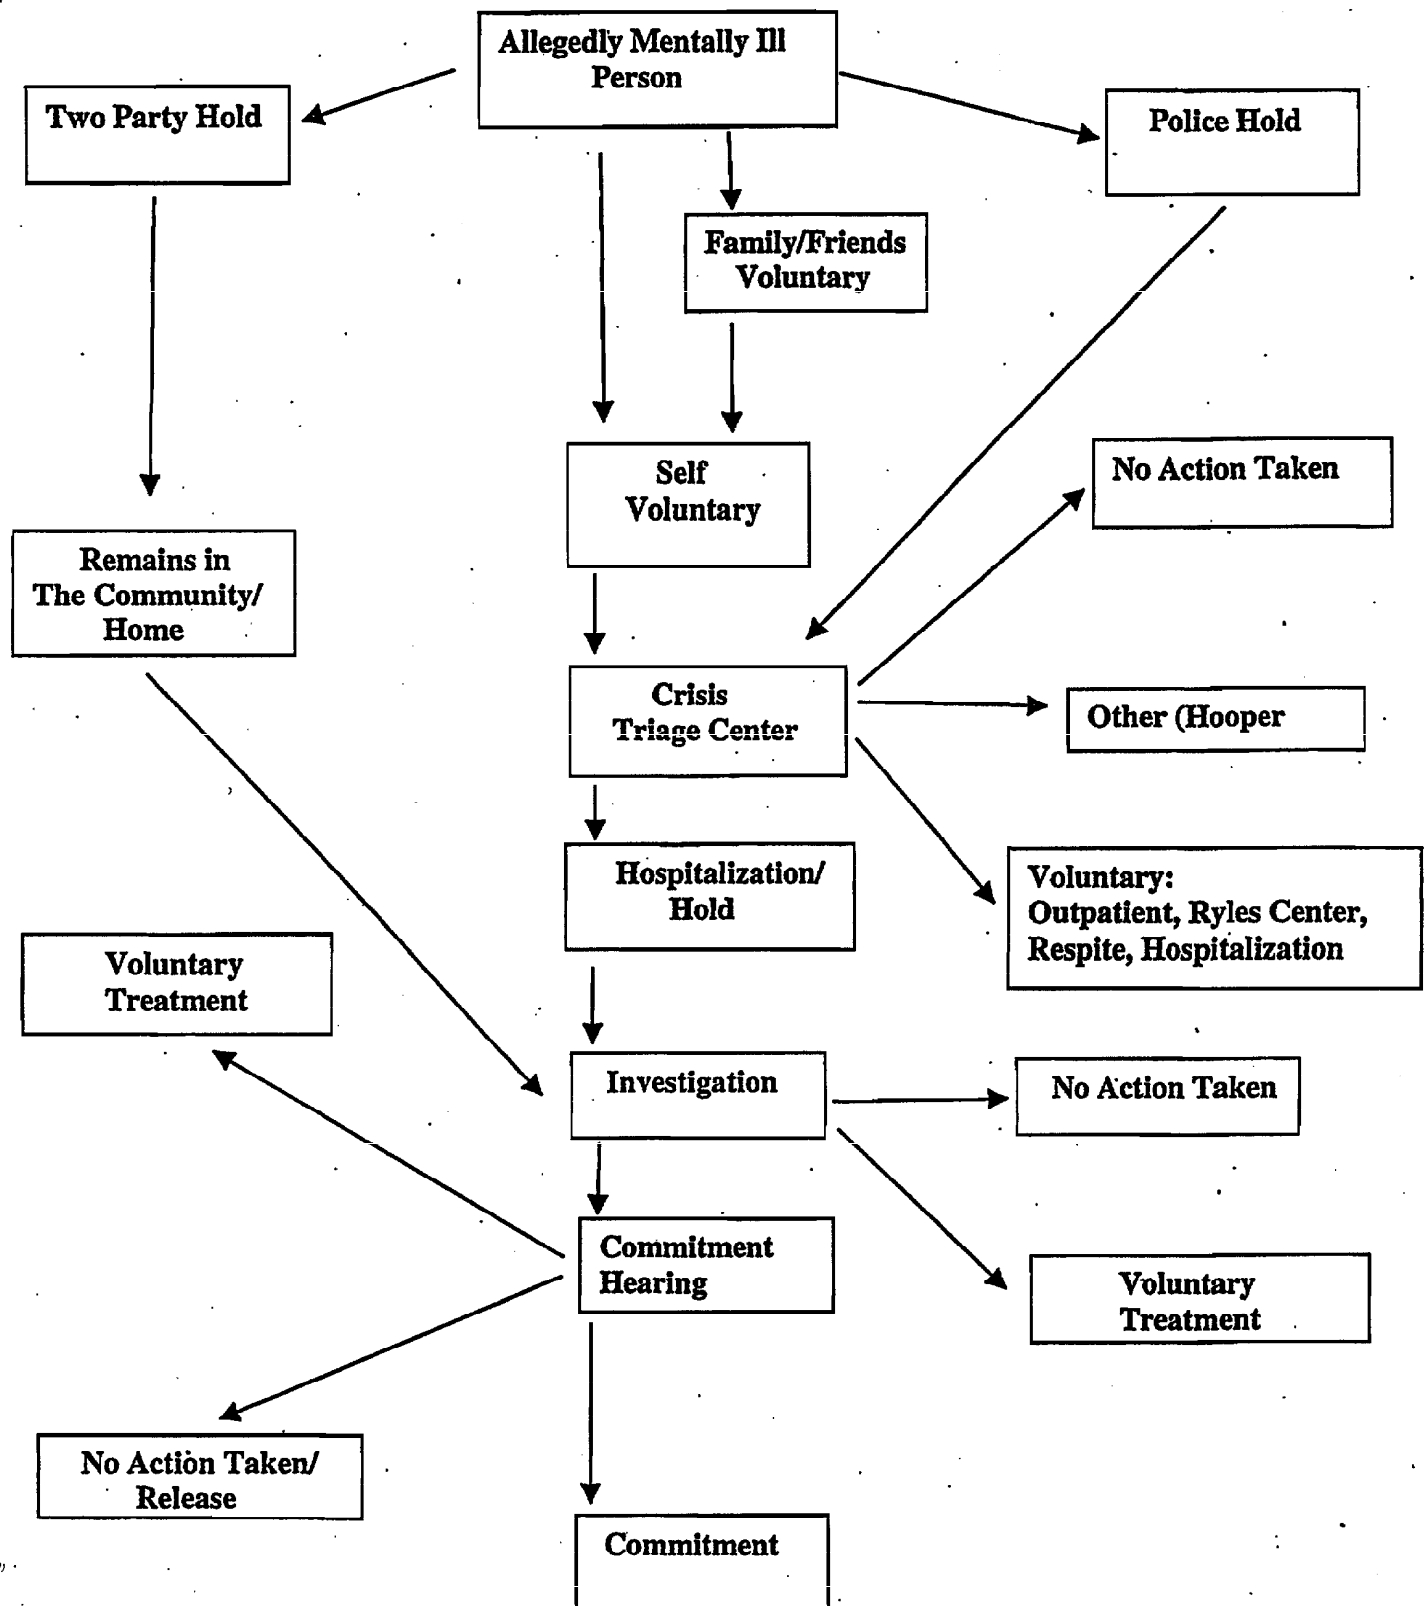 Allegedly Mentally Ill
Person
Two Party Hold
Police Hold
Family/Friends
Voluntary
Self
Voluntary
No Action Taken
Remains in
The Community/
Home
Crisis
Triage Center
Other (Hooper
Hospitalization/
Hold
Voluntary:
Outpatient, Ryles Center,
Respite, Hospitalization
Voluntary
Treatment
Investigation
No Action Taken
Commitment
Hearing
Voluntary
Treatment
No Action Taken/
Release
Commitment